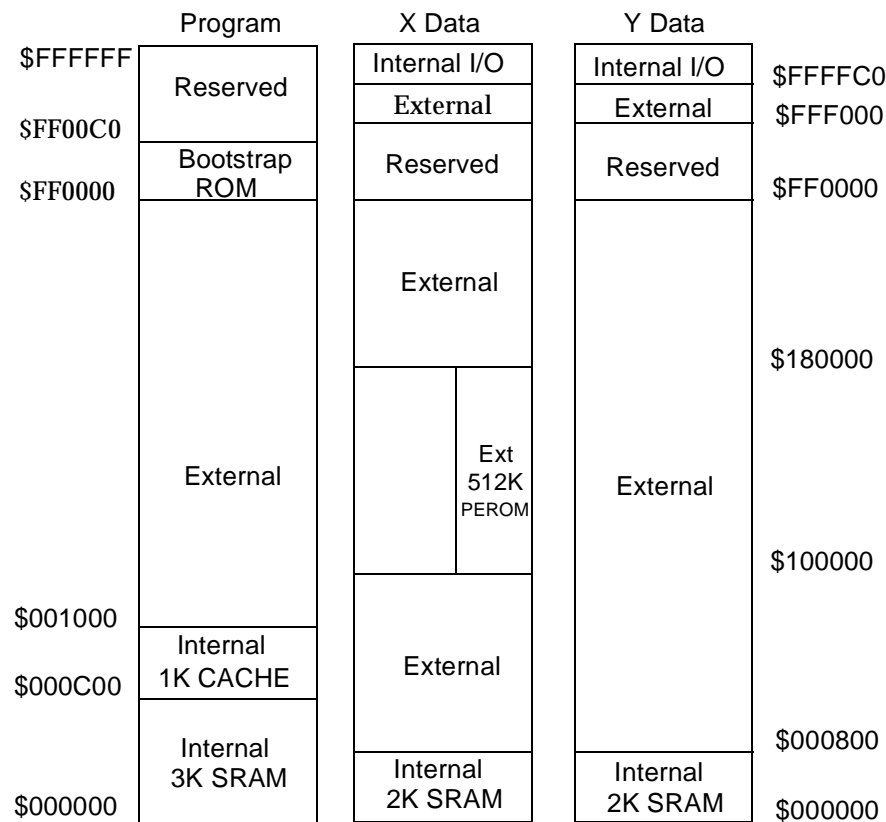 Program
X Data
Y Data
$FFFFFF
Internal I/O
Internal I/O
$FFFFC0
Reserved
External
External
$FFF000
$FF00C0
Bootstrap
ROM
Reserved
Reserved
$FF0000
$FF0000
External
$180000
External
Ext
512K
PEROM
External
$100000
$001000
Internal
1K CACHE
External
$000C00
$000800
Internal
3K SRAM
Internal
2K SRAM
Internal
2K SRAM
$000000
$000000